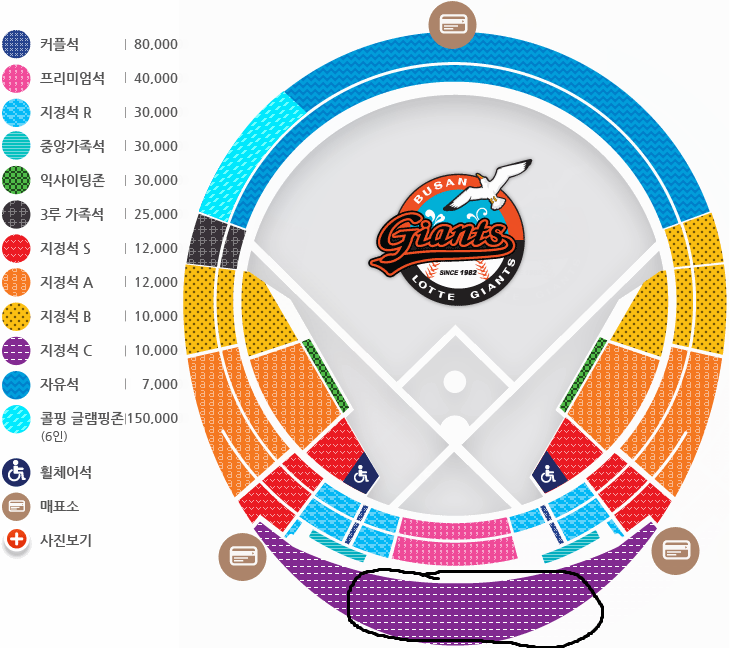 커플석 | 80,000
프리미엄석 | 40,000
지정석 R | 30,000
중앙가족석 | 30,000
익사이팅존 | 30,000
3루 가족석 | 25,000
지정석 S | 12,000
지정석 A | 12,000
지정석 B | 10,000
지정석 C | 10,000
자유석 | 7,000
콜핑 글램핑존 | 150,000
(6인)
휠체어석
매표소
사진보기
BUSAN
Giants
SINCE 1982
LOTTE GIANTS